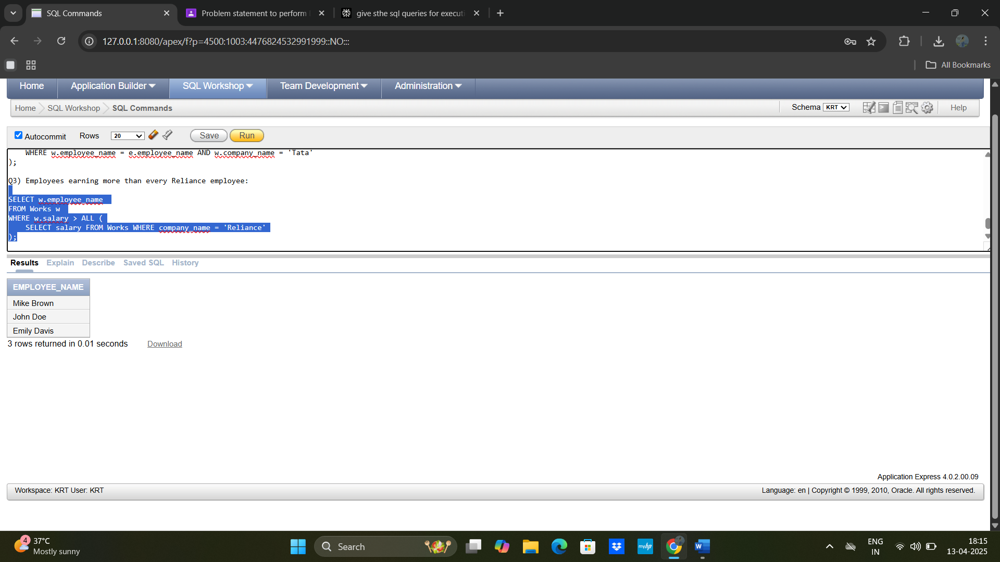 SQL Commands
Problem statement to perform
give sthe sql queries for executi
127.0.0.1:8080/apex/f?p=4500:1003:4476824532991999::NO:::
All Bookmarks
Home Application Builder SQL Workshop Team Development Administration
Home SQL Workshop SQL Commands
Schema KRT Help
Autocommit Rows 20 Save Run
WHERE w.employee_name = e.employee_name AND w.company_name = 'Tata'
);
Q3) Employees earning more than every Reliance employee:
SELECT w.employee_name
FROM Works w
WHERE w.salary > ALL (
SELECT salary FROM Works WHERE company_name = 'Reliance'
);
Results Explain Describe Saved SQL History
EMPLOYEE_NAME
Mike Brown
John Doe
Emily Davis
3 rows returned in 0.01 seconds Download
Application Express 4.0.2.00.09
Workspace: KRT User: KRT
Language: en | Copyright © 1999, 2010, Oracle. All rights reserved.
4
37°C
Mostly sunny
Search
myhp
W
ENG
IN
18:15
13-04-2025